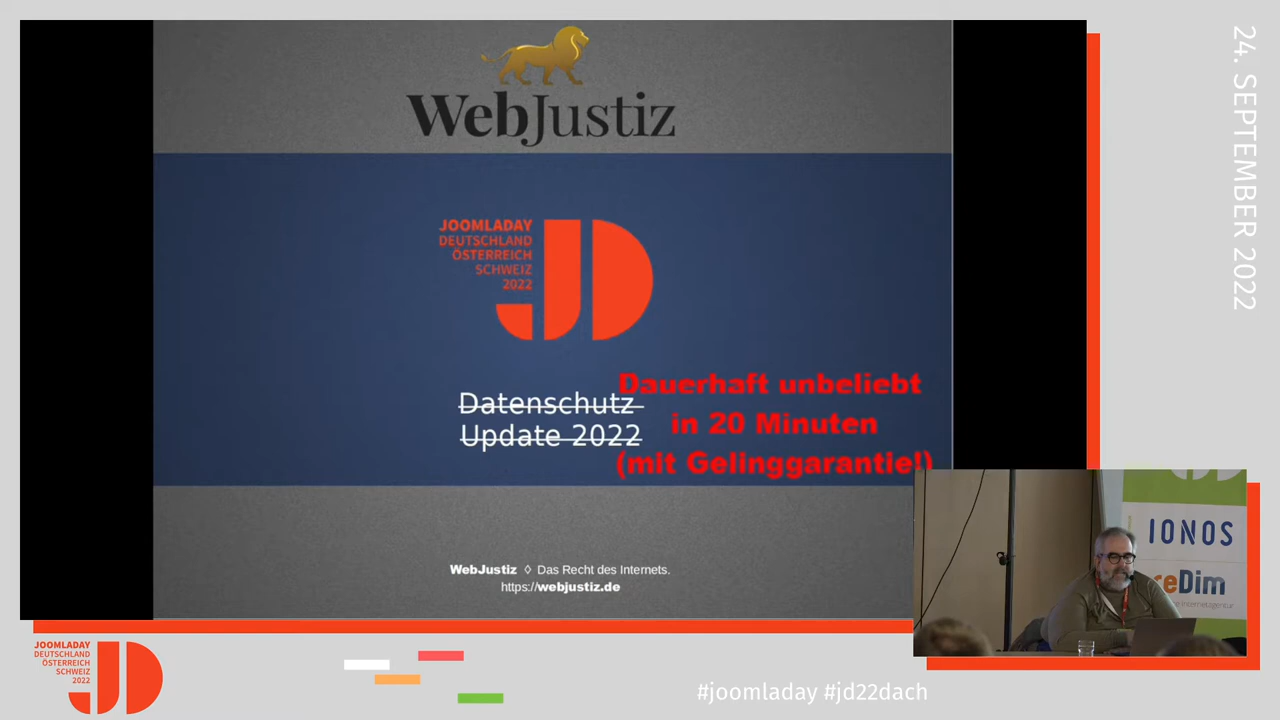 WebJustiz
JOOMLADAY
DEUTSCHLAND
ÖSTERREICH
SCHWEIZ
2022
Datenschutz
Update 2022
Dauerhaft unbeliebt
in 20 Minuten
(mit Gelinggarantie!)
WebJustiz ◊ Das Recht des Internets.
https://webjustiz.de
24. SEPTEMBER 2022
IONOS
eDim
JOOMLADAY
DEUTSCHLAND
ÖSTERREICH
SCHWEIZ
2022
#joomladay #jd22dach